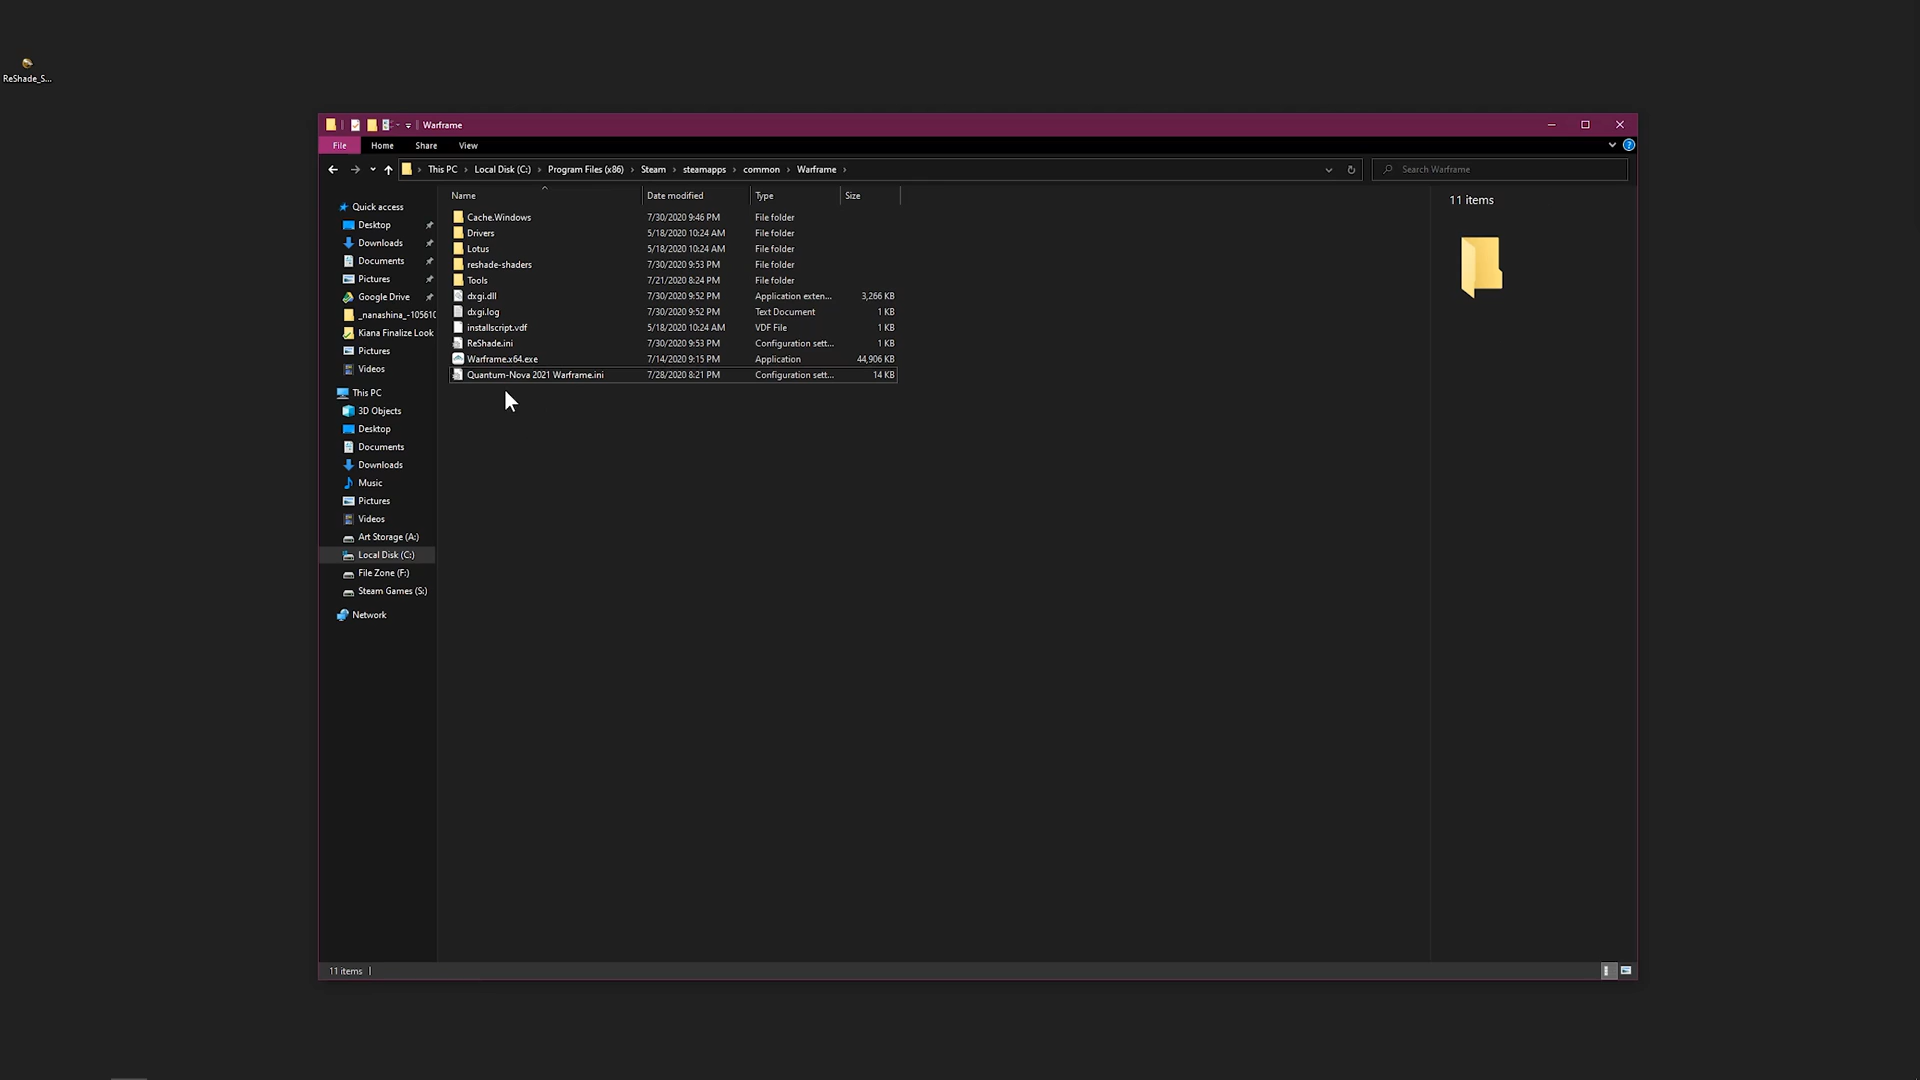 ReShade_S...
Warframe
File Home Share View
This PC Local Disk (C:) Program Files (x86) Steam steamapps common Warframe
Search Warframe
Name Date modified Type Size
Cache.Windows 7/30/2020 9:46 PM File folder
Drivers 5/18/2020 10:24 AM File folder
Lotus 5/18/2020 10:24 AM File folder
reshade-shaders 7/30/2020 9:53 PM File folder
Tools 7/21/2020 8:24 PM File folder
dxgi.dll 7/30/2020 9:52 PM Application exten... 3,266 KB
dxgi.log 7/30/2020 9:52 PM Text Document 1 KB
installscript.vdf 5/18/2020 10:24 AM VDF File 1 KB
ReShade.ini 7/30/2020 9:53 PM Configuration sett... 1 KB
Warframe.x64.exe 7/14/2020 9:15 PM Application 44,906 KB
Quantum-Nova 2021 Warframe.ini 7/28/2020 8:21 PM Configuration sett... 14 KB
Quick access
Desktop
Downloads
Documents
Pictures
Google Drive
_nanashina_-10561
Kiana Finalize Look
Pictures
Videos
This PC
3D Objects
Desktop
Documents
Downloads
Music
Pictures
Videos
Art Storage (A:)
Local Disk (C:)
File Zone (F:)
Steam Games (S:)
Network
11 items
11 items